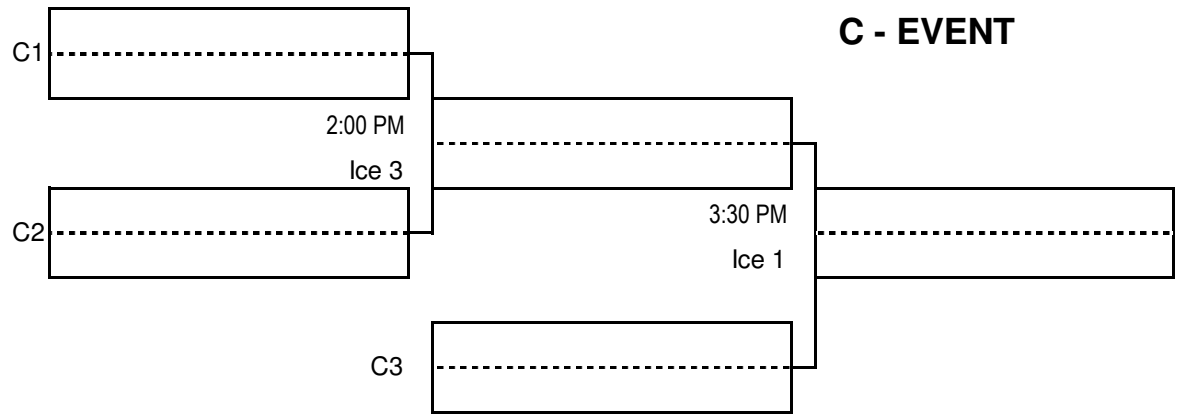 C - EVENT
C1
2:00 PM
Ice 3
C2
3:30 PM
Ice 1
C3